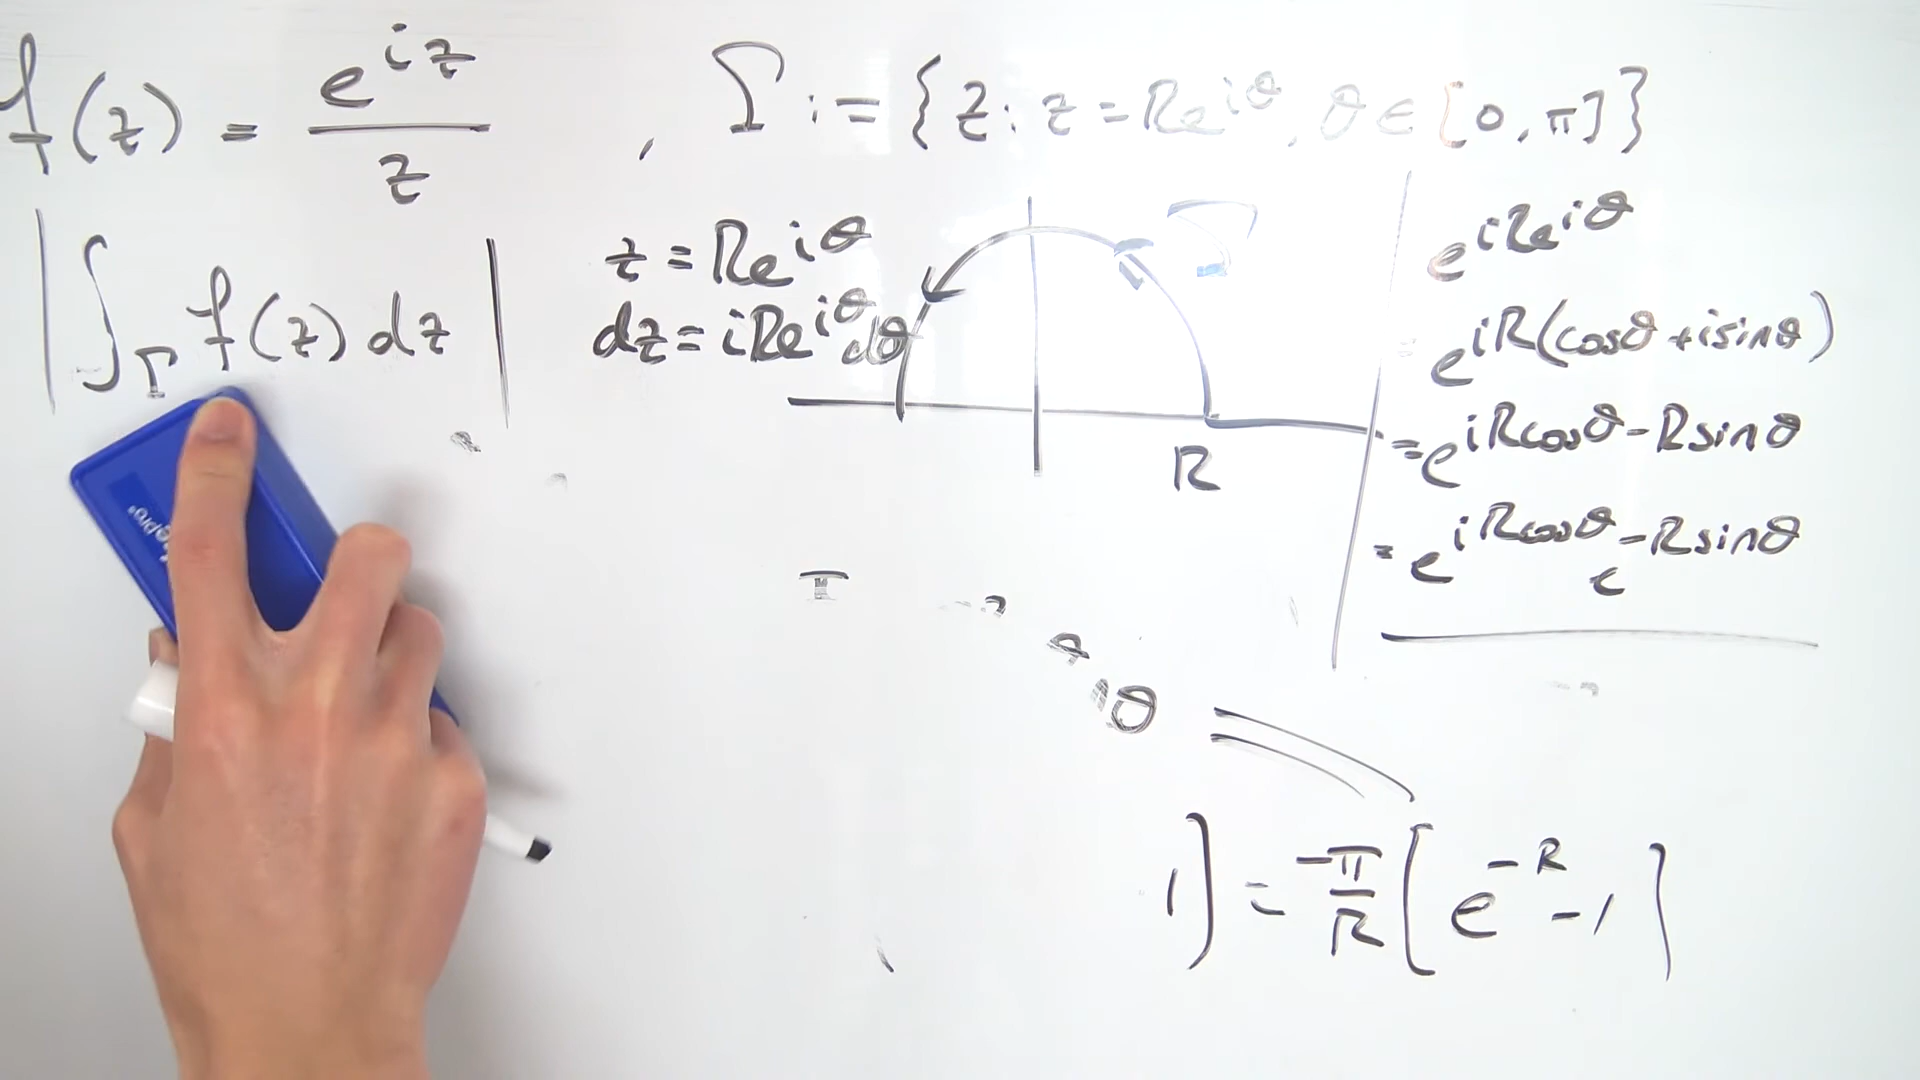 f(z) = e^{iz} / z , Γ := {z : z = Re^{iθ}, θ ∈ [0, π]}
|∫_Γ f(z) dz|
z = Re^{iθ}
dz = iRe^{iθ} dθ
Γ
R
e^{iRe^{iθ}}
= e^{iR(cosθ + isinθ)}
= e^{iRcosθ - Rsinθ}
= e^{iRcosθ} e^{-Rsinθ}
θ
1] = -π/R [e^{-R} - 1]